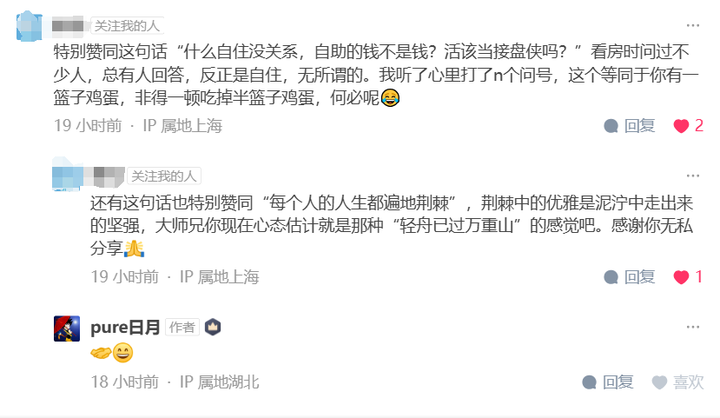 关注我的人
特别赞同这句话“什么自住没关系，自助的钱不是钱？活该当接盘侠吗？”看房时问过不
少人，总有人回答，反正是自住，无所谓的。我听了心里打了n个问号，这个等同于你有一
篮子鸡蛋，非得一顿吃掉半篮子鸡蛋，何必呢😂
19 小时前 · IP 属地上海 回复 2
关注我的人
还有这句话也特别赞同“每个人的人生都遍地荆棘”，荆棘中的优雅是泥泞中走出来
的坚强，大师兄你现在心态估计就是那种“轻舟已过万重山”的感觉吧。感谢你无私
分享🙏
19 小时前 · IP 属地上海 回复 1
pure日月 作者
🤝😄
18 小时前 · IP 属地湖北 回复 喜欢